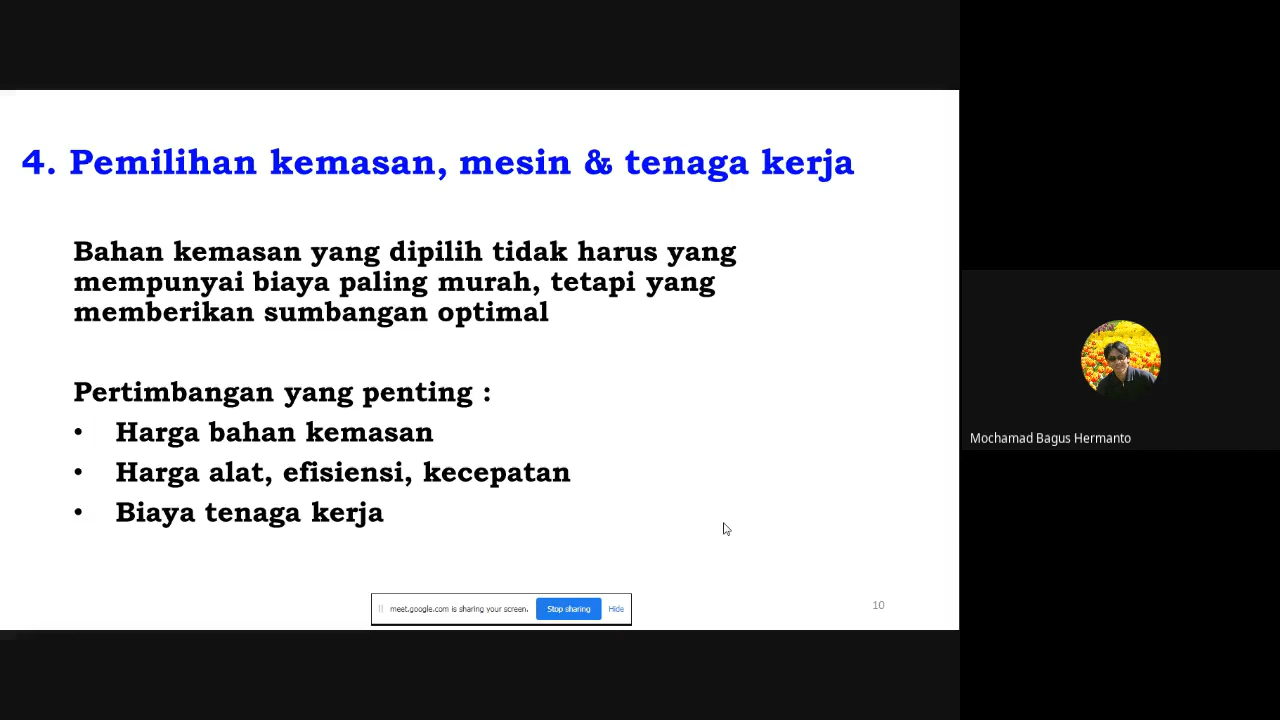 4. Pemilihan kemasan, mesin & tenaga kerja
Bahan kemasan yang dipilih tidak harus yang
mempunyai biaya paling murah, tetapi yang
memberikan sumbangan optimal
Pertimbangan yang penting :
• Harga bahan kemasan
• Harga alat, efisiensi, kecepatan
• Biaya tenaga kerja
meet.google.com is sharing your screen. Stop sharing Hide
10
Mochamad Bagus Hermanto